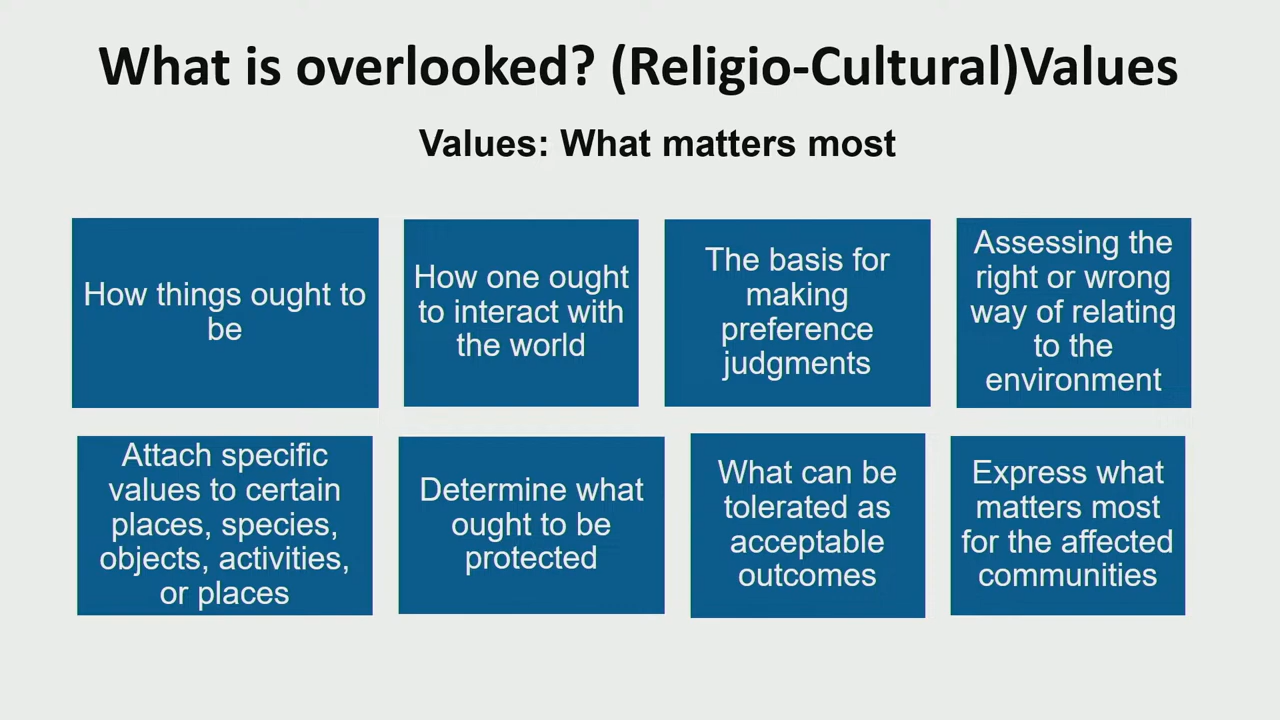 What is overlooked? (Religio-Cultural)Values
Values: What matters most
How things ought to
be
How one ought
to interact with
the world
The basis for
making
preference
judgments
Assessing the
right or wrong
way of relating
to the
environment
Attach specific
values to certain
places, species,
objects, activities,
or places
Determine what
ought to be
protected
What can be
tolerated as
acceptable
outcomes
Express what
matters most
for the affected
communities